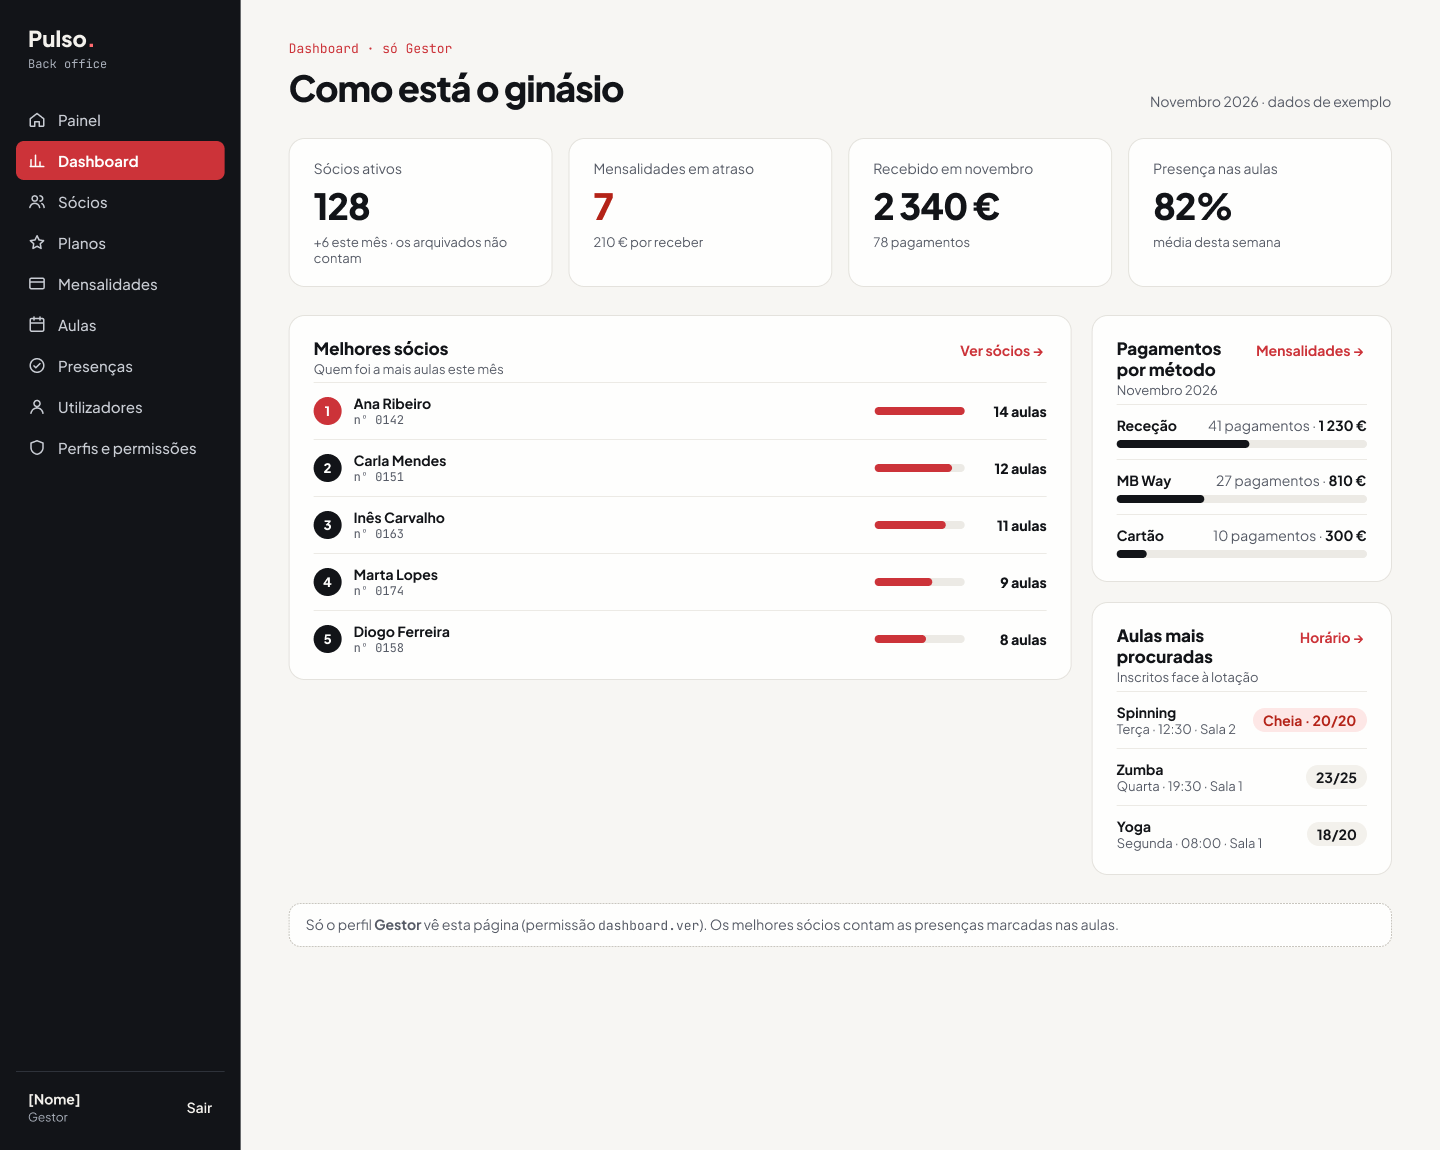 Pulso.
Back office
Painel
Dashboard
Sócios
Planos
Mensalidades
Aulas
Presenças
Utilizadores
Perfis e permissões
[Nome]
Gestor
Sair
Dashboard · só Gestor
Como está o ginásio
Novembro 2026 · dados de exemplo
Sócios ativos
128
+6 este mês · os arquivados não
contam
Mensalidades em atraso
7
210 € por receber
Recebido em novembro
2 340 €
78 pagamentos
Presença nas aulas
82%
média desta semana
Melhores sócios
Ver sócios →
Quem foi a mais aulas este mês
1
Ana Ribeiro
n° 0142
14 aulas
2
Carla Mendes
n° 0151
12 aulas
3
Inês Carvalho
n° 0163
11 aulas
4
Marta Lopes
n° 0174
9 aulas
5
Diogo Ferreira
n° 0158
8 aulas
Pagamentos
por método
Mensalidades →
Novembro 2026
Receção 41 pagamentos · 1 230 €
MB Way 27 pagamentos · 810 €
Cartão 10 pagamentos · 300 €
Aulas mais
procuradas
Horário →
Inscritos face à lotação
Spinning
Terça · 12:30 · Sala 2
Cheia · 20/20
Zumba
Quarta · 19:30 · Sala 1
23/25
Yoga
Segunda · 08:00 · Sala 1
18/20
Só o perfil Gestor vê esta página (permissão dashboard.ver). Os melhores sócios contam as presenças marcadas nas aulas.